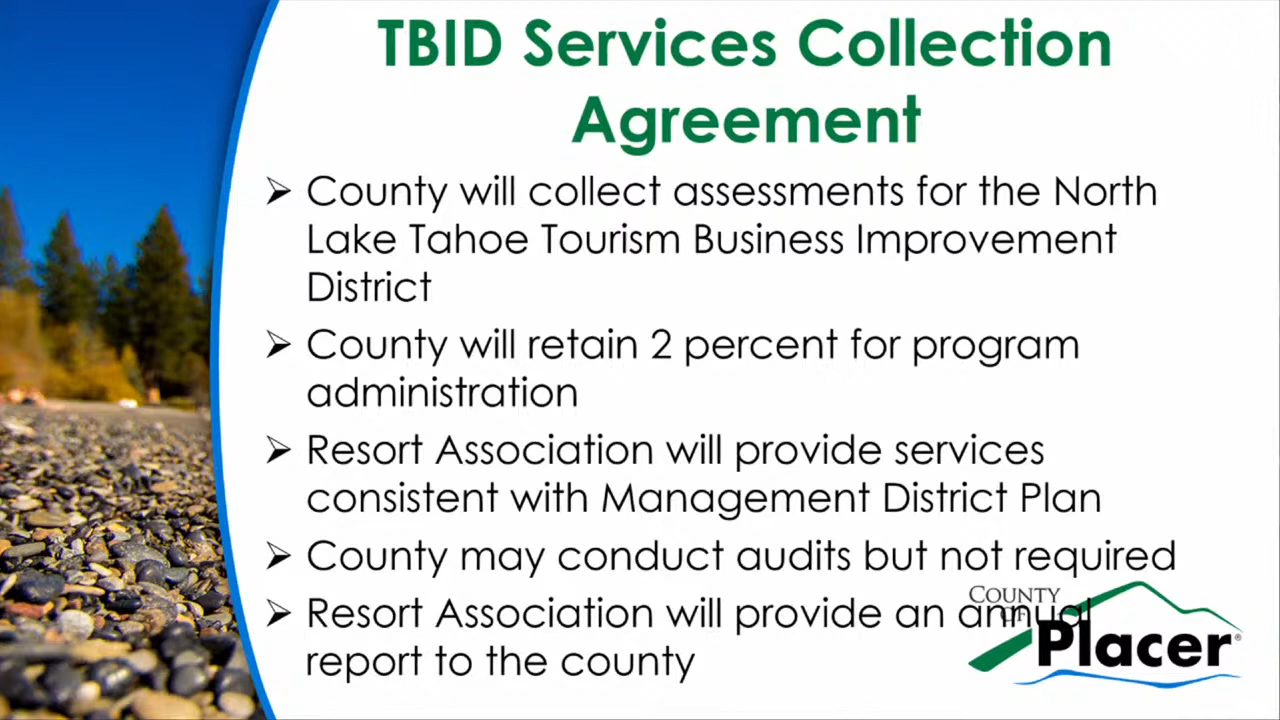 TBID Services Collection
Agreement
➢ County will collect assessments for the North
Lake Tahoe Tourism Business Improvement
District
➢ County will retain 2 percent for program
administration
➢ Resort Association will provide services
consistent with Management District Plan
➢ County may conduct audits but not required
➢ Resort Association will provide an annual
report to the county
COUNTY
OF
Placer®